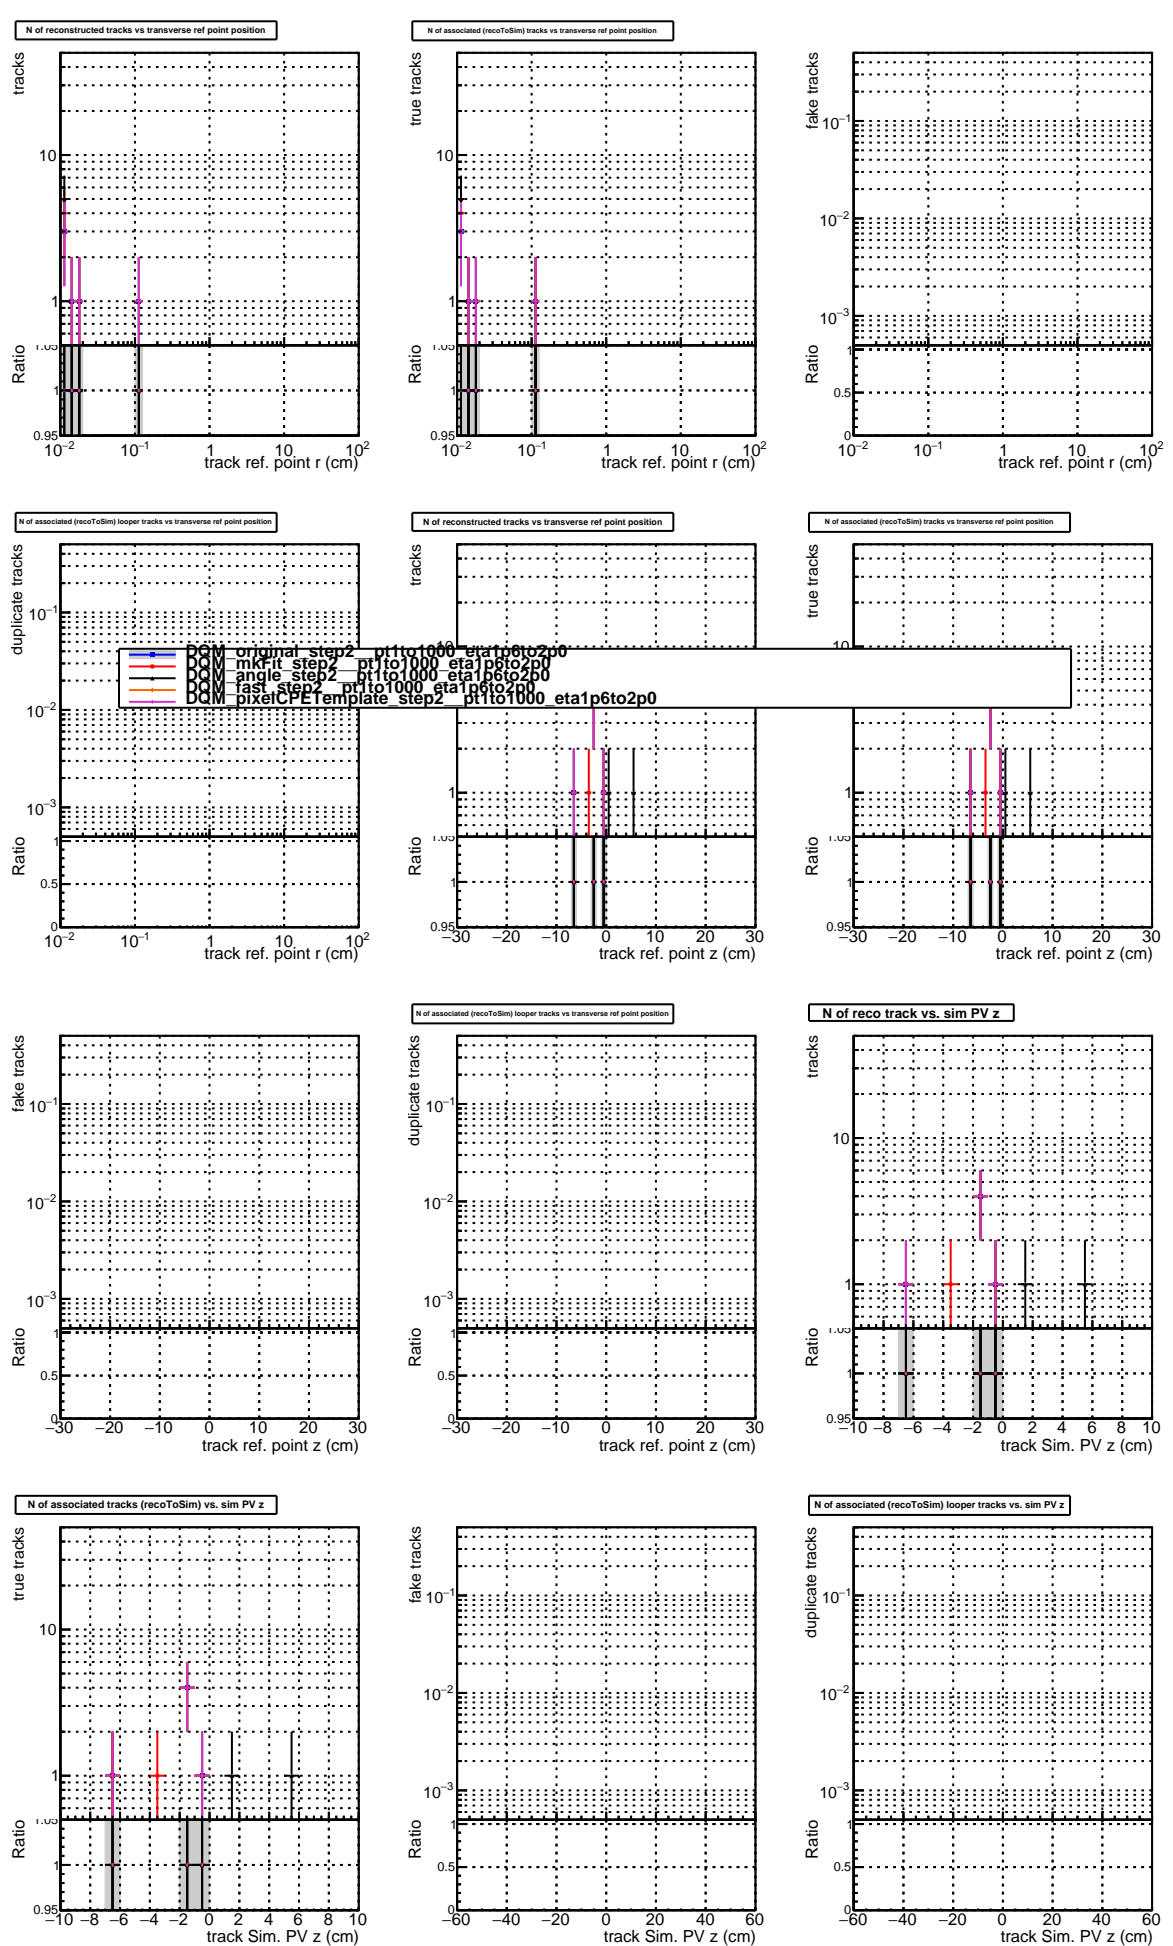 N of reconstructed tracks vs transverse ref point position
N of associated (recoToSim) tracks vs transverse ref point position
tracks
10
1
Ratio
1.05
1
0.95
10−2 10−1 1 10 102
track ref. point r (cm)
true tracks
10
1
Ratio
1.05
1
0.95
10−2 10−1 1 10 102
track ref. point r (cm)
fake tracks
10−1
10−2
10−3
Ratio
1
0.5
0
10−2 10−1 1 10 102
track ref. point r (cm)
N of associated (recoToSim) looper tracks vs transverse ref point position
N of reconstructed tracks vs transverse ref point position
N of associated (recoToSim) tracks vs transverse ref point position
duplicate tracks
10−1
10−2
10−3
Ratio
1
0.5
0
10−2 10−1 1 10 102
track ref. point r (cm)
DQM_original_step2__pt1to1000_eta1p6to2p0
DQM_mkFit_step2__pt1to1000_eta1p6to2p0
DQM_angle_step2__pt1to1000_eta1p6to2p0
DQM_fast_step2__pt1to1000_eta1p6to2p0
DQM_pixelCPETemplate_step2__pt1to1000_eta1p6to2p0
tracks
10
1
Ratio
1.05
1
0.95
−30 −20 −10 0 10 20 30
track ref. point z (cm)
true tracks
10
1
Ratio
1.05
1
0.95
−30 −20 −10 0 10 20 30
track ref. point z (cm)
N of associated (recoToSim) looper tracks vs transverse ref point position
N of reco track vs. sim PV z
fake tracks
10−1
10−2
10−3
Ratio
1
0.5
0
−30 −20 −10 0 10 20 30
track ref. point z (cm)
duplicate tracks
10−1
10−2
10−3
Ratio
1
0.5
0
−30 −20 −10 0 10 20 30
track ref. point z (cm)
tracks
10
1
Ratio
1.05
1
0.95
−10 −8 −6 −4 −2 0 2 4 6 8 10
track Sim. PV z (cm)
N of associated tracks (recoToSim) vs. sim PV z
N of associated (recoToSim) looper tracks vs. sim PV z
true tracks
10
1
Ratio
1.05
1
0.95
−10 −8 −6 −4 −2 0 2 4 6 8 10
track Sim. PV z (cm)
fake tracks
10−1
10−2
10−3
Ratio
1
0.5
0
−60 −40 −20 0 20 40 60
track Sim. PV z (cm)
duplicate tracks
10−1
10−2
10−3
Ratio
1
0.5
0
−60 −40 −20 0 20 40 60
track Sim. PV z (cm)